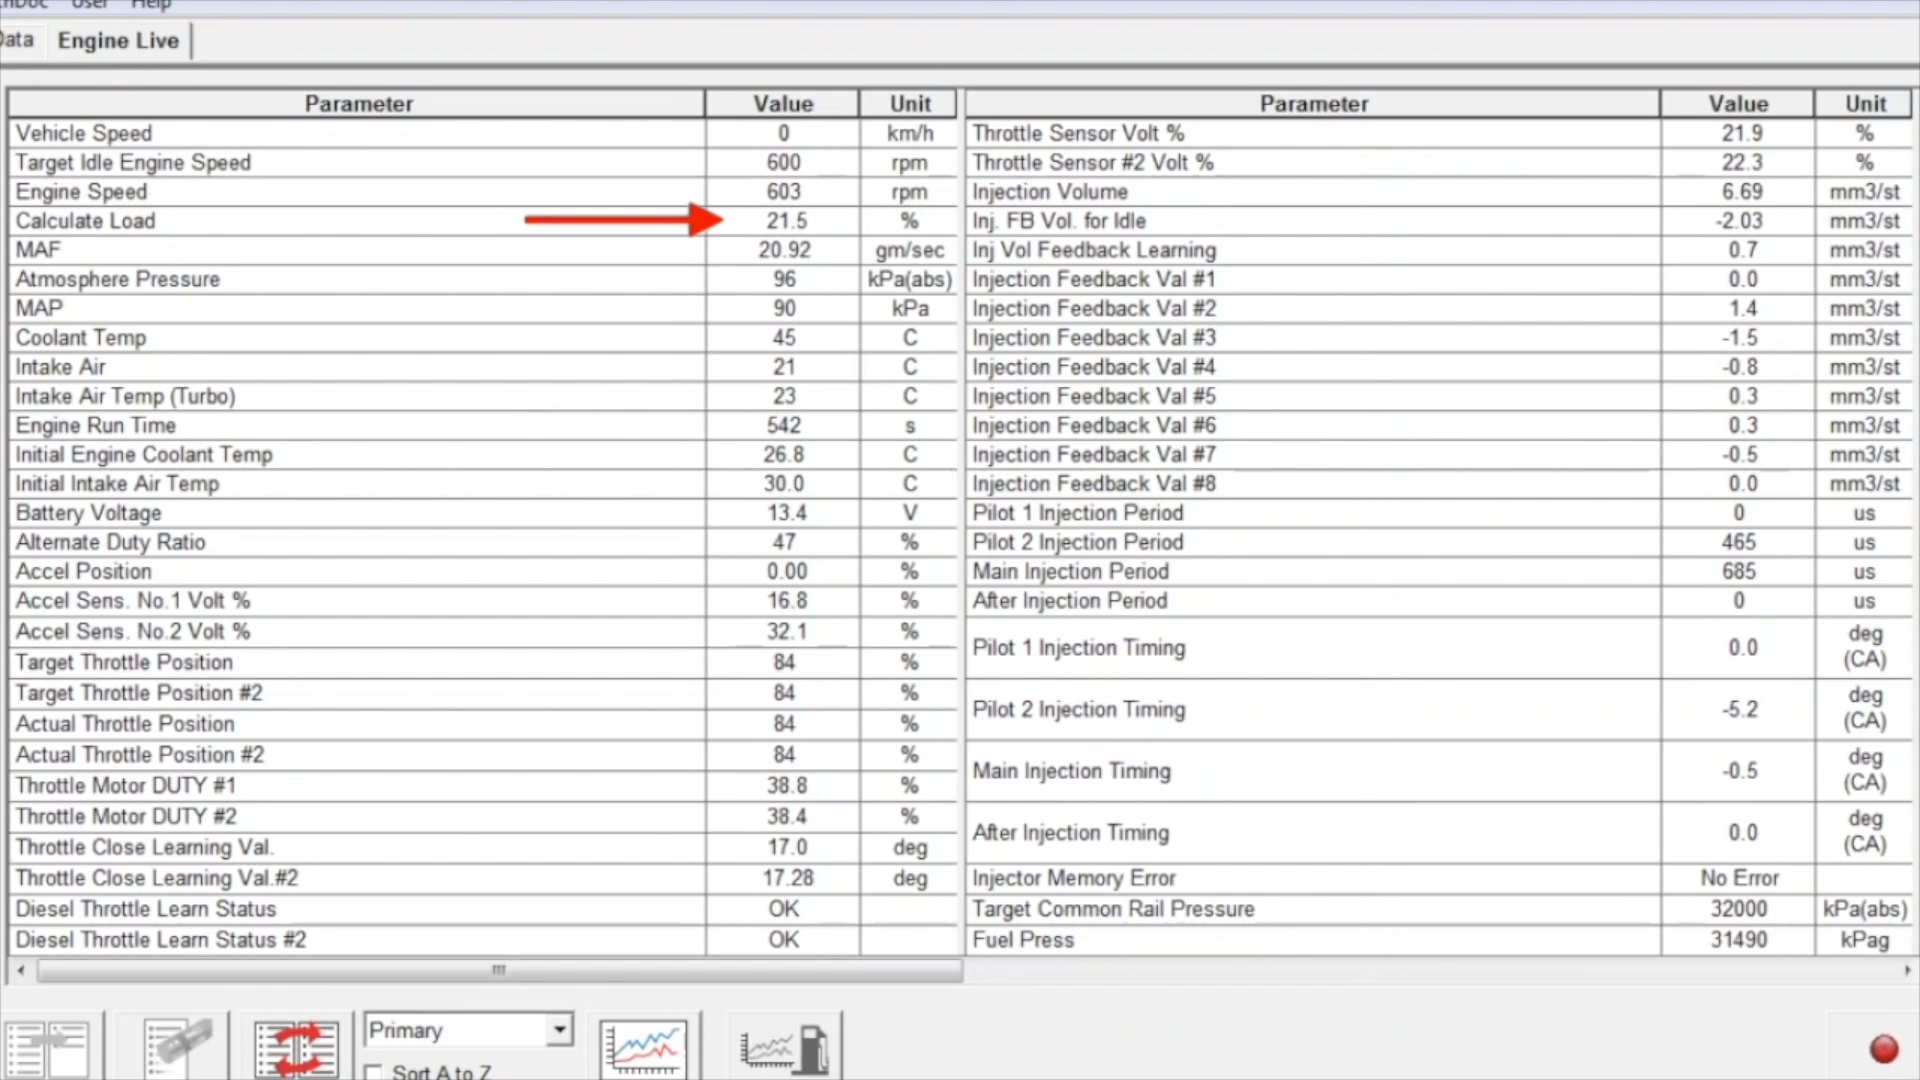 User Help
Data Engine Live
Parameter Value Unit Parameter Value Unit
Vehicle Speed 0 km/h Throttle Sensor Volt % 21.9 %
Target Idle Engine Speed 600 rpm Throttle Sensor #2 Volt % 22.3 %
Engine Speed 603 rpm Injection Volume 6.69 mm3/st
Calculate Load 21.5 % Inj. FB Vol. for Idle -2.03 mm3/st
MAF 20.92 gm/sec Inj Vol Feedback Learning 0.7 mm3/st
Atmosphere Pressure 96 kPa(abs) Injection Feedback Val #1 0.0 mm3/st
MAP 90 kPa Injection Feedback Val #2 1.4 mm3/st
Coolant Temp 45 C Injection Feedback Val #3 -1.5 mm3/st
Intake Air 21 C Injection Feedback Val #4 -0.8 mm3/st
Intake Air Temp (Turbo) 23 C Injection Feedback Val #5 0.3 mm3/st
Engine Run Time 542 s Injection Feedback Val #6 0.3 mm3/st
Initial Engine Coolant Temp 26.8 C Injection Feedback Val #7 -0.5 mm3/st
Initial Intake Air Temp 30.0 C Injection Feedback Val #8 0.0 mm3/st
Battery Voltage 13.4 V Pilot 1 Injection Period 0 us
Alternate Duty Ratio 47 % Pilot 2 Injection Period 465 us
Accel Position 0.00 % Main Injection Period 685 us
Accel Sens. No.1 Volt % 16.8 % After Injection Period 0 us
Accel Sens. No.2 Volt % 32.1 % Pilot 1 Injection Timing 0.0 deg (CA)
Target Throttle Position 84 %
Target Throttle Position #2 84 % Pilot 2 Injection Timing -5.2 deg (CA)
Actual Throttle Position 84 %
Actual Throttle Position #2 84 % Main Injection Timing -0.5 deg (CA)
Throttle Motor DUTY #1 38.8 %
Throttle Motor DUTY #2 38.4 % After Injection Timing 0.0 deg (CA)
Throttle Close Learning Val. 17.0 deg
Throttle Close Learning Val.#2 17.28 deg Injector Memory Error No Error
Diesel Throttle Learn Status OK Target Common Rail Pressure 32000 kPa(abs)
Diesel Throttle Learn Status #2 OK Fuel Press 31490 kPag
Primary
Sort A to Z